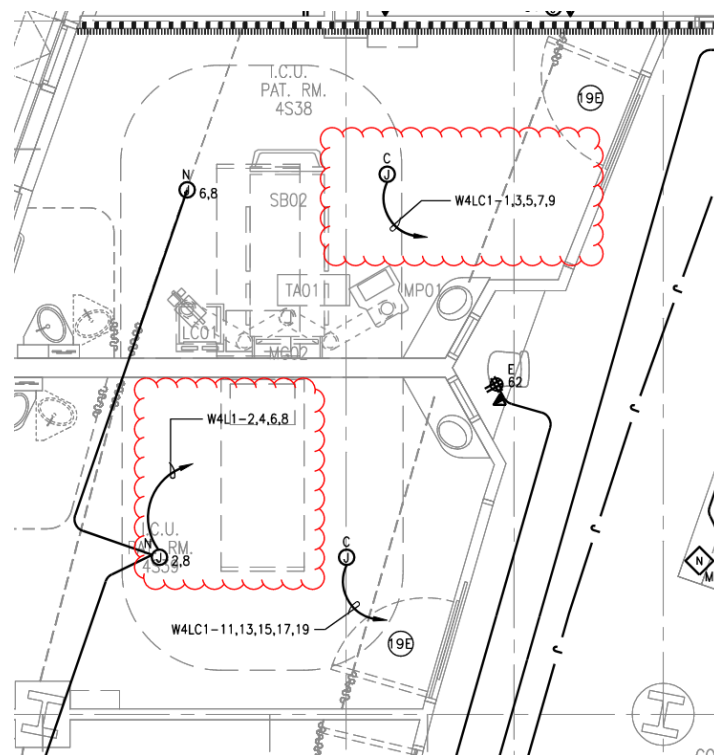 I.C.U.
PAT. RM.
4S38
19E
N
J
6,8
C
J
SB02
W4LC1-1,3,5,7,9
TA01
MP01
J
LC01
MC02
E
62
J
W4L1-2,4,6,8
I.C.U.
RM.
N
J
2,8
C
J
J
N
M
W4LC1-11,13,15,17,19
19E
J